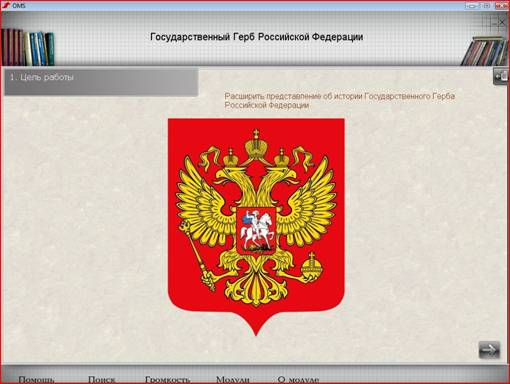 OMS
Государственный Герб Российской Федерации
1. Цель работы
Расширить представление об истории Государственного Герба
Российской Федерации
Помощь Поиск Громкость Модули О модуле